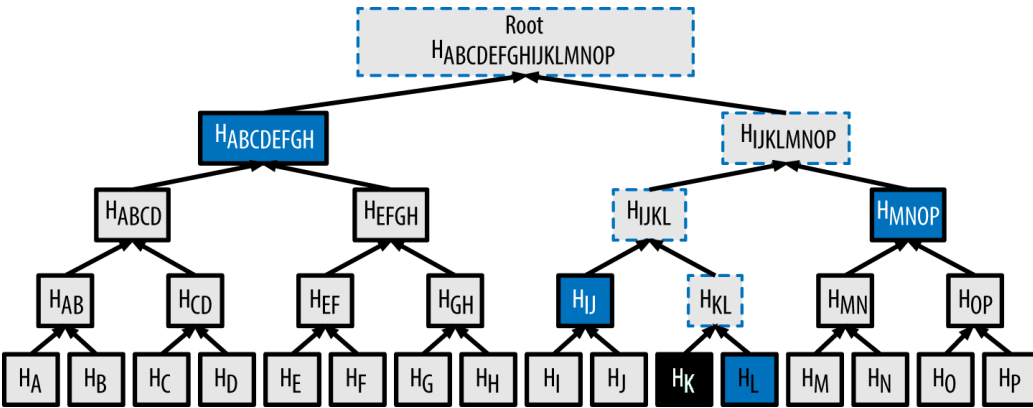 Root
HABCDEFGHIJKLMNOP
HABCDEFGH HIJKLMNOP
HABCD HEFGH HIJKL HMNOP
HAB HCD HEF HGH HIJ HKL HMN HOP
HA HB HC HD HE HF HG HH HI HJ HK HL HM HN HO HP